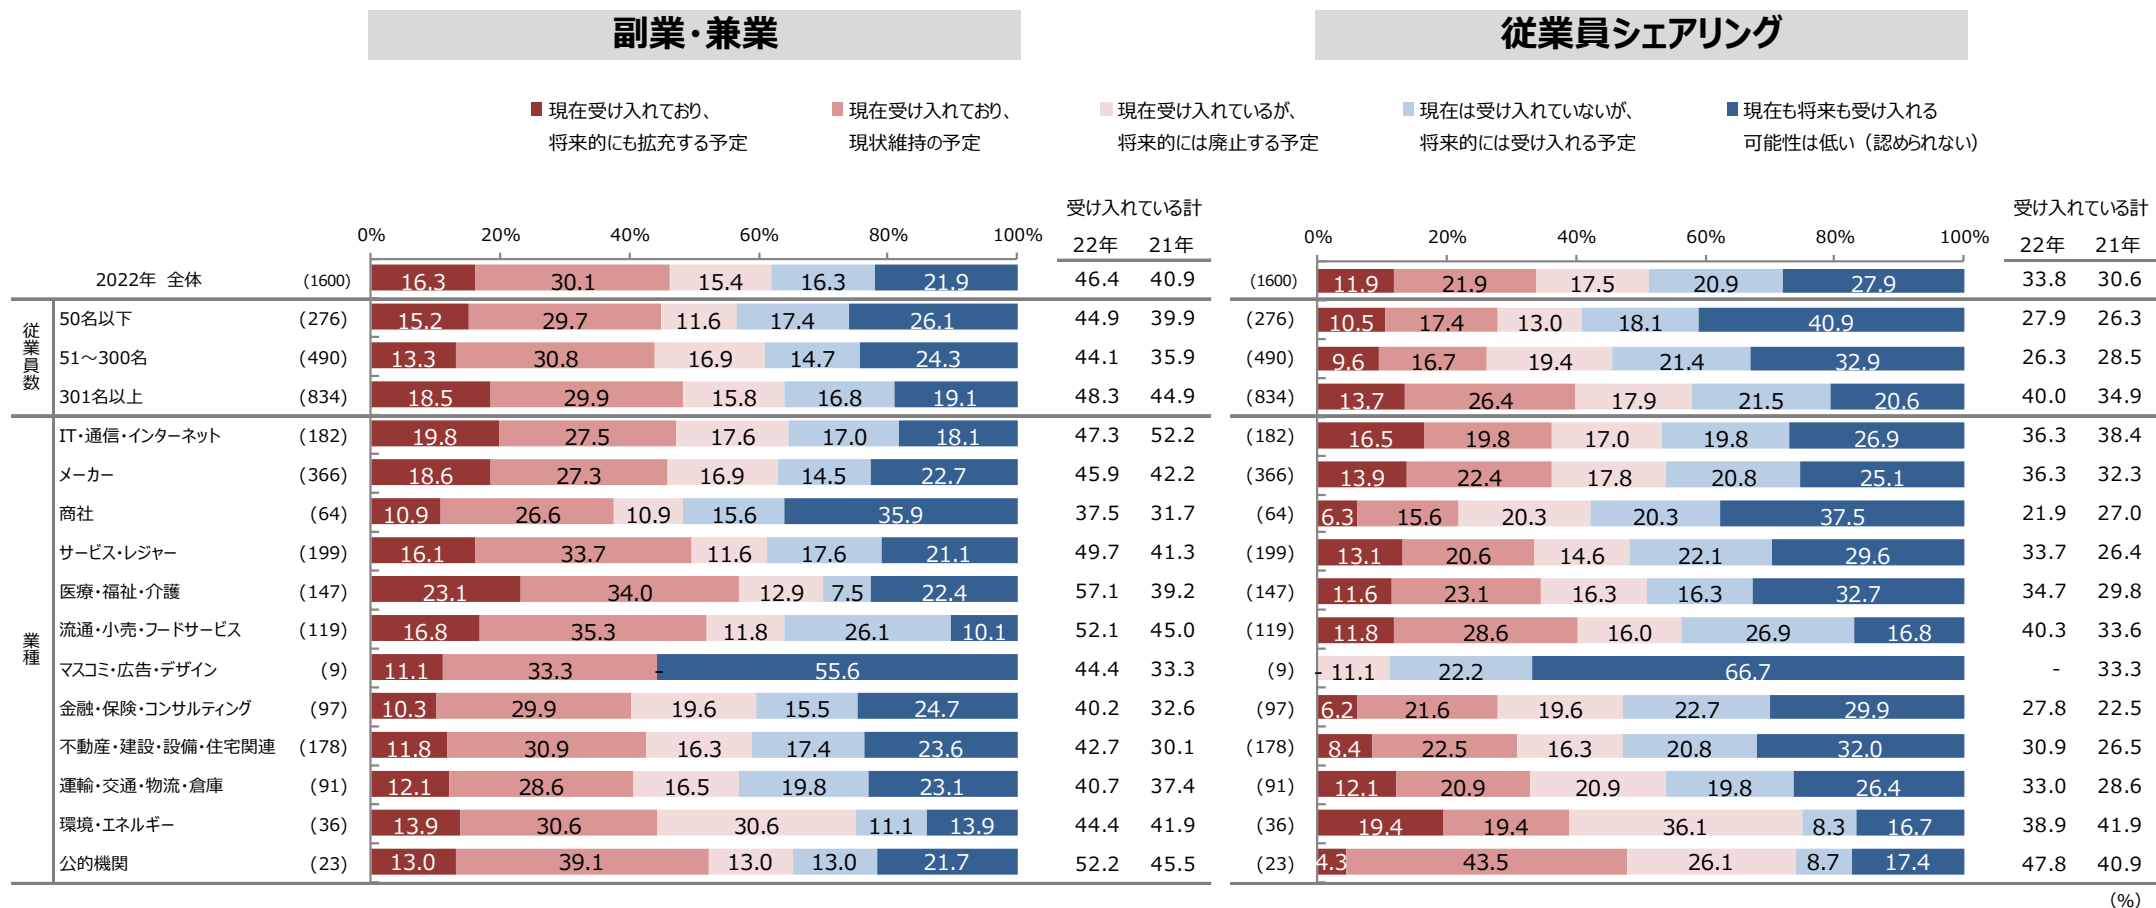 副業・兼業 従業員シェアリング
■ 現在受け入れており、 ■ 現在受け入れており、 ■ 現在受け入れているが、 ■ 現在は受け入れていないが、 ■ 現在も将来も受け入れる
将来的にも拡充する予定 現状維持の予定 将来的には廃止する予定 将来的には受け入れる予定 可能性は低い（認められない）
受け入れている計 受け入れている計
0% 20% 40% 60% 80% 100% 22年 21年 0% 20% 40% 60% 80% 100% 22年 21年
2022年 全体 (1600) 16.3 30.1 15.4 16.3 21.9 46.4 40.9 (1600) 11.9 21.9 17.5 20.9 27.9 33.8 30.6
従業員数
50名以下 (276) 15.2 29.7 11.6 17.4 26.1 44.9 39.9 (276) 10.5 17.4 13.0 18.1 40.9 27.9 26.3
51～300名 (490) 13.3 30.8 16.9 14.7 24.3 44.1 35.9 (490) 9.6 16.7 19.4 21.4 32.9 26.3 28.5
301名以上 (834) 18.5 29.9 15.8 16.8 19.1 48.3 44.9 (834) 13.7 26.4 17.9 21.5 20.6 40.0 34.9
業種
IT・通信・インターネット (182) 19.8 27.5 17.6 17.0 18.1 47.3 52.2 (182) 16.5 19.8 17.0 19.8 26.9 36.3 38.4
メーカー (366) 18.6 27.3 16.9 14.5 22.7 45.9 42.2 (366) 13.9 22.4 17.8 20.8 25.1 36.3 32.3
商社 (64) 10.9 26.6 10.9 15.6 35.9 37.5 31.7 (64) 6.3 15.6 20.3 20.3 37.5 21.9 27.0
サービス・レジャー (199) 16.1 33.7 11.6 17.6 21.1 49.7 41.3 (199) 13.1 20.6 14.6 22.1 29.6 33.7 26.4
医療・福祉・介護 (147) 23.1 34.0 12.9 7.5 22.4 57.1 39.2 (147) 11.6 23.1 16.3 16.3 32.7 34.7 29.8
流通・小売・フードサービス (119) 16.8 35.3 11.8 26.1 10.1 52.1 45.0 (119) 11.8 28.6 16.0 26.9 16.8 40.3 33.6
マスコミ・広告・デザイン (9) 11.1 33.3 - 55.6 44.4 33.3 (9) - 11.1 22.2 66.7 - 33.3
金融・保険・コンサルティング (97) 10.3 29.9 19.6 15.5 24.7 40.2 32.6 (97) 6.2 21.6 19.6 22.7 29.9 27.8 22.5
不動産・建設・設備・住宅関連 (178) 11.8 30.9 16.3 17.4 23.6 42.7 30.1 (178) 8.4 22.5 16.3 20.8 32.0 30.9 26.5
運輸・交通・物流・倉庫 (91) 12.1 28.6 16.5 19.8 23.1 40.7 37.4 (91) 12.1 20.9 20.9 19.8 26.4 33.0 28.6
環境・エネルギー (36) 13.9 30.6 30.6 11.1 13.9 44.4 41.9 (36) 19.4 19.4 36.1 8.3 16.7 38.9 41.9
公的機関 (23) 13.0 39.1 13.0 13.0 21.7 52.2 45.5 (23) 4.3 43.5 26.1 8.7 17.4 47.8 40.9
（%）